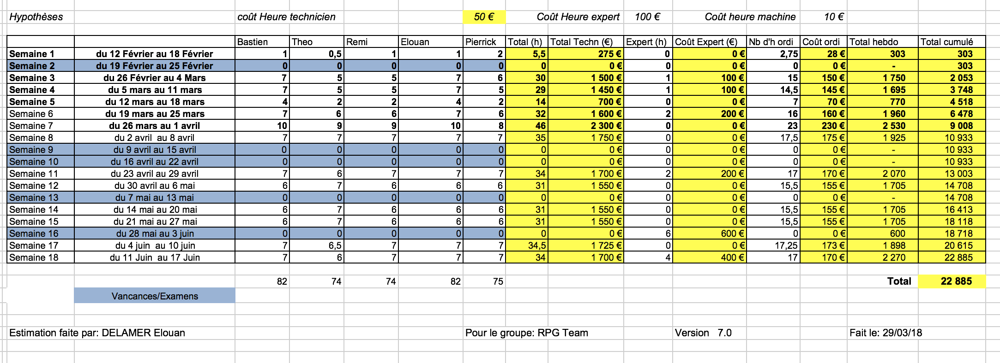 Hypothèses coût Heure technicien 50 € Coût Heure expert 100 € Coût heure machine 10 €
Bastien Theo Remi Elouan Pierrick Total (h) Total Techn (€) Expert (h) Coût Expert (€) Nb d'h ordi Coût ordi Total hebdo Total cumulé
Semaine 1 du 12 Février au 18 Février 1 0,5 1 1 2 5,5 275 € 0 0 € 2,75 28 € 303 303
Semaine 2 du 19 Février au 25 Février 0 0 0 0 0 0 0 € 0 0 € 0 0 € - 303
Semaine 3 du 26 Février au 4 Mars 7 5 5 7 6 30 1 500 € 1 100 € 15 150 € 1 750 2 053
Semaine 4 du 5 mars au 11 mars 7 5 5 7 5 29 1 450 € 1 100 € 14,5 145 € 1 695 3 748
Semaine 5 du 12 mars au 18 mars 4 2 2 4 2 14 700 € 0 0 € 7 70 € 770 4 518
Semaine 6 du 19 mars au 25 mars 7 6 6 7 6 32 1 600 € 2 200 € 16 160 € 1 960 6 478
Semaine 7 du 26 mars au 1 avril 10 9 9 10 8 46 2 300 € 0 0 € 23 230 € 2 530 9 008
Semaine 8 du 2 avril au 8 avril 7 7 7 7 7 35 1 750 € 0 0 € 17,5 175 € 1 925 10 933
Semaine 9 du 9 avril au 15 avril 0 0 0 0 0 0 0 € 0 0 € 0 0 € - 10 933
Semaine 10 du 16 avril au 22 avril 0 0 0 0 0 0 0 € 0 0 € 0 0 € - 10 933
Semaine 11 du 23 avril au 29 avril 7 6 7 7 7 34 1 700 € 2 200 € 17 170 € 2 070 13 003
Semaine 12 du 30 avril au 6 mai 6 7 6 6 6 31 1 550 € 0 0 € 15,5 155 € 1 705 14 708
Semaine 13 du 7 mai au 13 mai 0 0 0 0 0 0 0 € 0 0 € 0 0 € - 14 708
Semaine 14 du 14 mai au 20 mai 6 7 6 6 6 31 1 550 € 0 0 € 15,5 155 € 1 705 16 413
Semaine 15 du 21 mai au 27 mai 6 7 6 6 6 31 1 550 € 0 0 € 15,5 155 € 1 705 18 118
Semaine 16 du 28 mai au 3 juin 0 0 0 0 0 0 0 € 6 600 € 0 0 € 600 18 718
Semaine 17 du 4 juin au 10 juin 7 6,5 7 7 7 34,5 1 725 € 0 0 € 17,25 173 € 1 898 20 615
Semaine 18 du 11 Juin au 17 Juin 7 6 7 7 7 34 1 700 € 4 400 € 17 170 € 2 270 22 885
82 74 74 82 75 Total 22 885
Vancances/Examens
Estimation faite par: DELAMER Elouan Pour le groupe: RPG Team Version 7.0 Fait le: 29/03/18